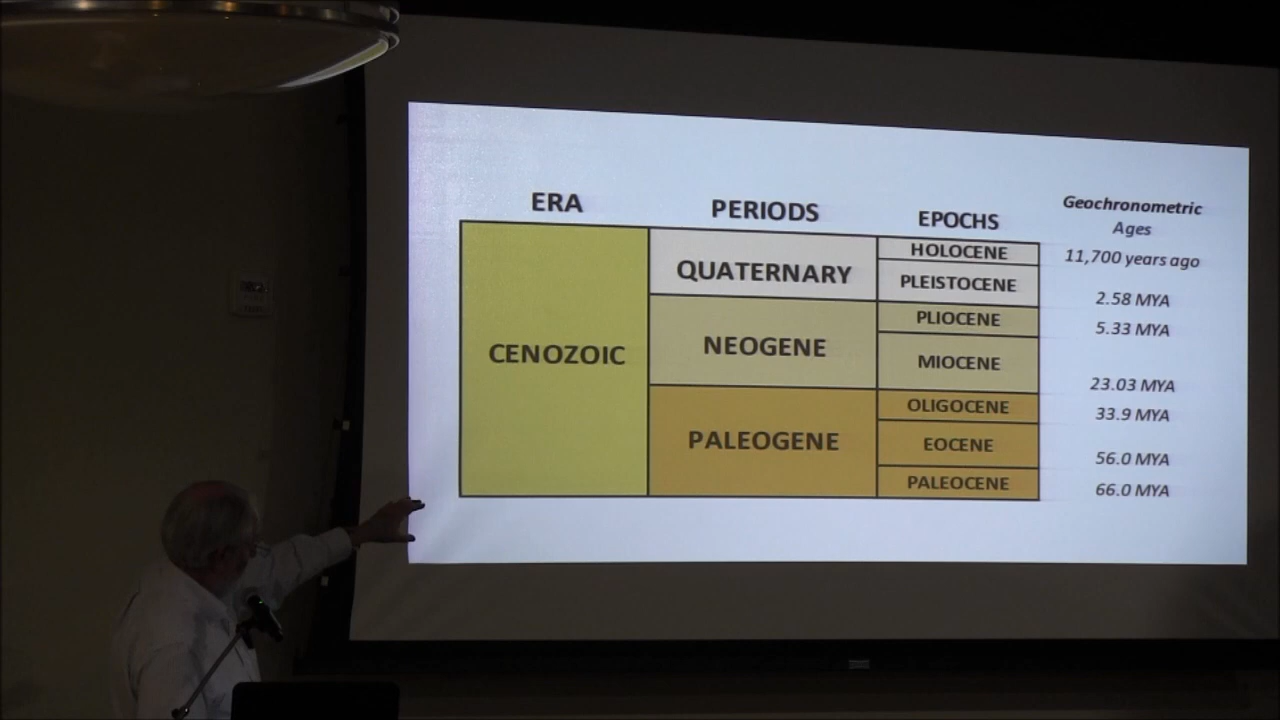 ERA PERIODS EPOCHS Geochronometric
Ages
HOLOCENE 11,700 years ago
QUATERNARY PLEISTOCENE
2.58 MYA
PLIOCENE 5.33 MYA
CENOZOIC NEOGENE MIOCENE
23.03 MYA
OLIGOCENE 33.9 MYA
PALEOGENE EOCENE
56.0 MYA
PALEOCENE 66.0 MYA